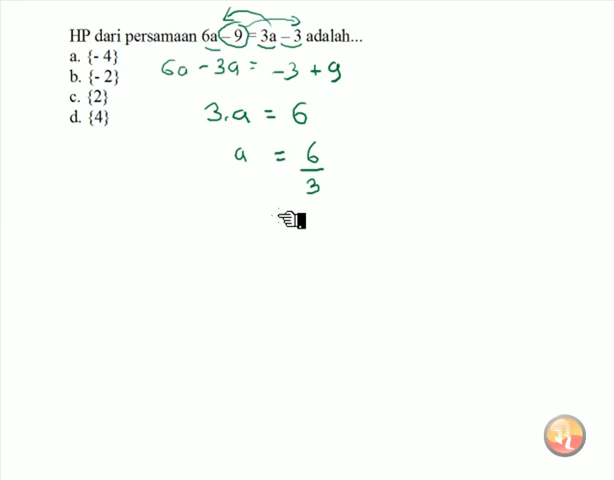 HP dari persamaan 6a – 9 = 3a – 3 adalah...
a. {- 4}
b. {- 2}
c. {2}
d. {4}
6a - 3a = -3 + 9
3.a = 6
a = 6/3